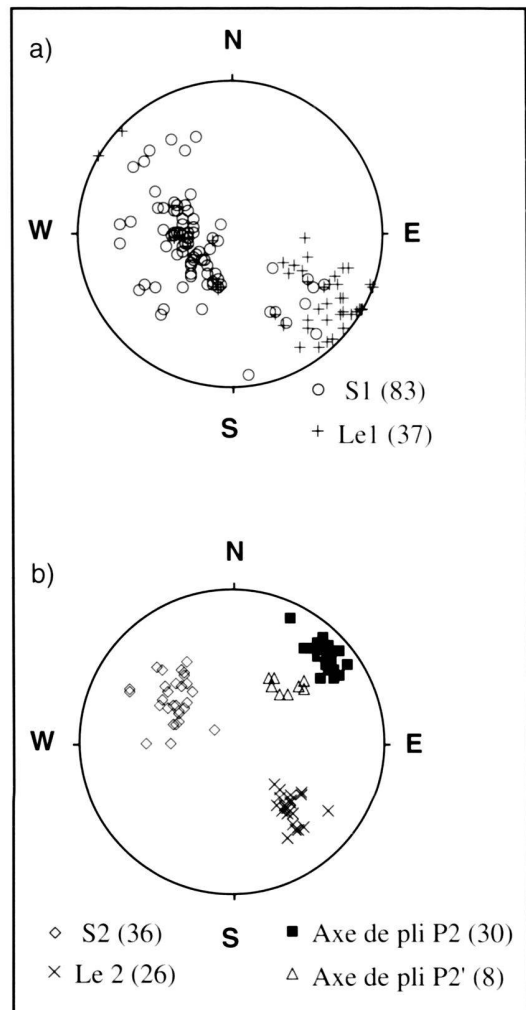 a)
N
W E
S
S1 (83)
Le1 (37)
b)
N
W E
S
S2 (36) Axe de pli P2 (30)
Le 2 (26) Axe de pli P2' (8)